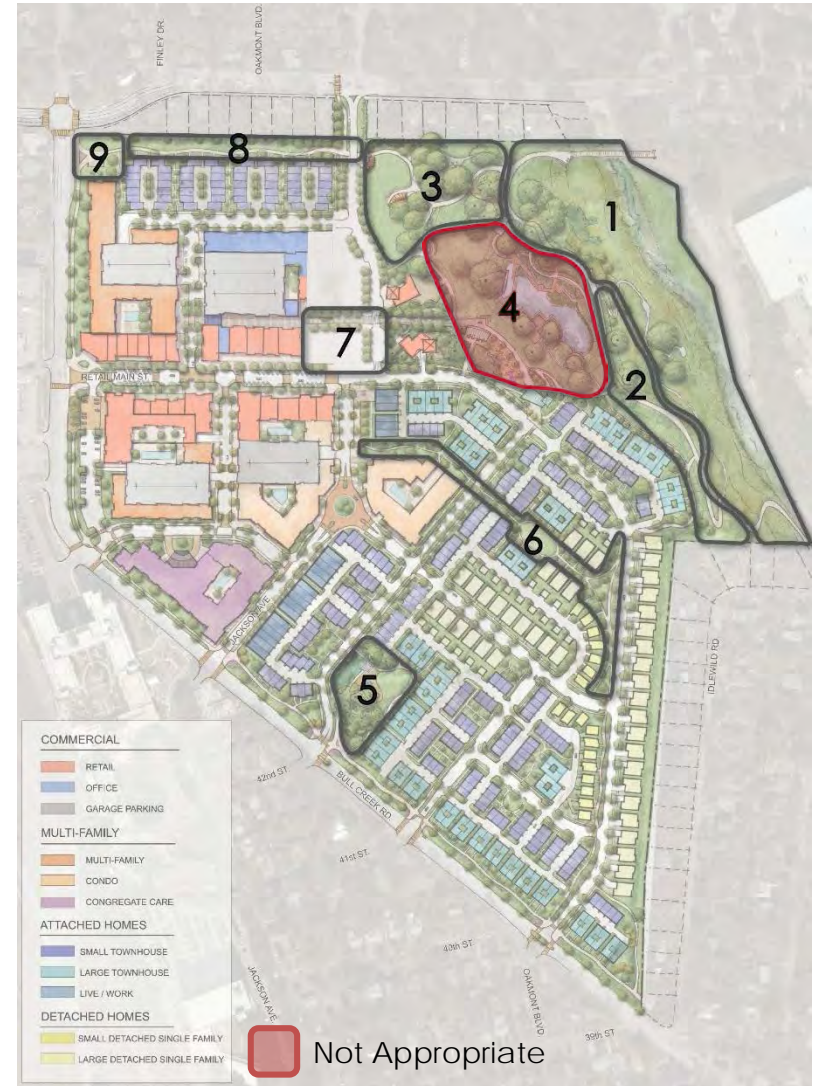 FINLEY DR.
OAKMONT BLVD.
9
8
3
1
4
7
2
RETAIL MAIN ST.
6
JACKSON AVE
5
IDLEWILD RD
42nd ST.
BULL CREEK RD
41st ST.
40th ST.
JACKSON AVE.
OAKMONT BLVD
39th ST.
COMMERCIAL
RETAIL
OFFICE
GARAGE PARKING
MULTI-FAMILY
MULTI-FAMILY
CONDO
CONGREGATE CARE
ATTACHED HOMES
SMALL TOWNHOUSE
LARGE TOWNHOUSE
LIVE / WORK
DETACHED HOMES
SMALL DETACHED SINGLE FAMILY
LARGE DETACHED SINGLE FAMILY
Not Appropriate